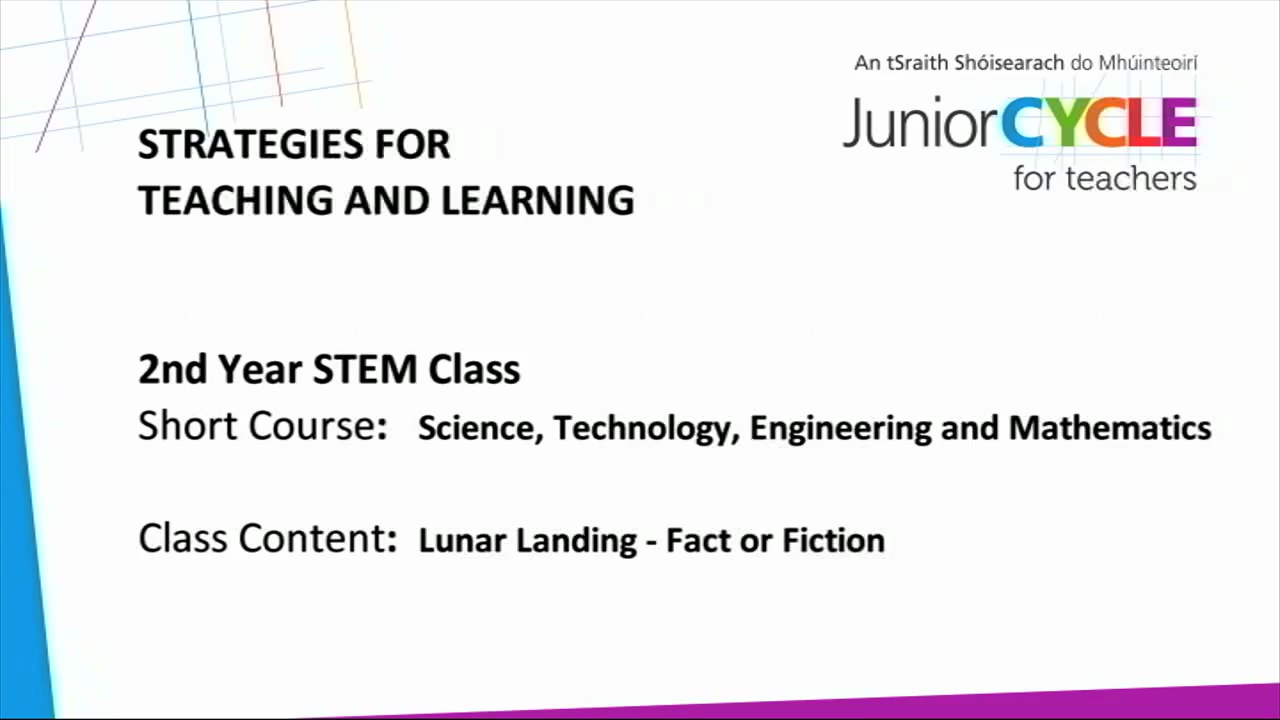 An tSraith Shóisearach do Mhúinteoirí
JuniorCYCLE
for teachers
STRATEGIES FOR
TEACHING AND LEARNING
2nd Year STEM Class
Short Course: Science, Technology, Engineering and Mathematics
Class Content: Lunar Landing - Fact or Fiction